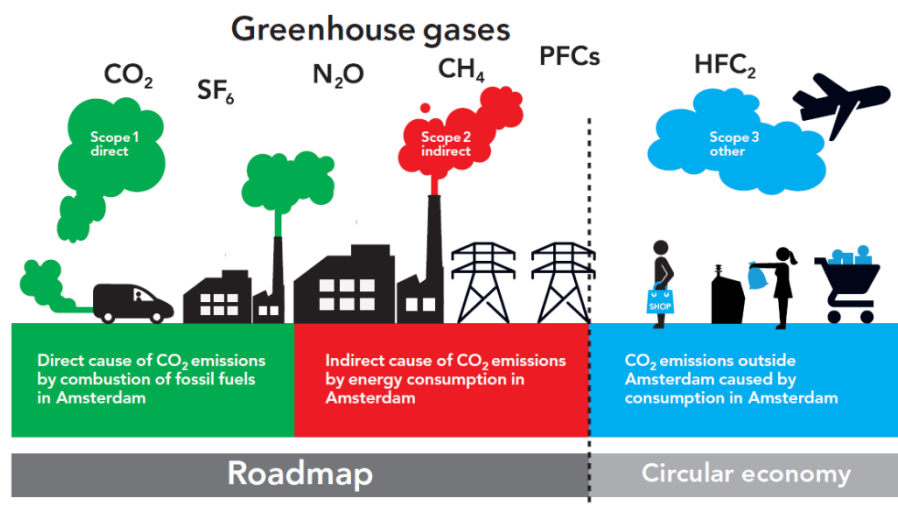 Greenhouse gases
CO₂
SF₆
N₂O
CH₄
PFCs
HFC₂
Scope 1
direct
Scope 2
indirect
Scope 3
other
SHOP
Direct cause of CO₂ emissions
by combustion of fossil fuels
in Amsterdam
Indirect cause of CO₂ emissions
by energy consumption in
Amsterdam
CO₂ emissions outside
Amsterdam caused by
consumption in Amsterdam
Roadmap
Circular economy